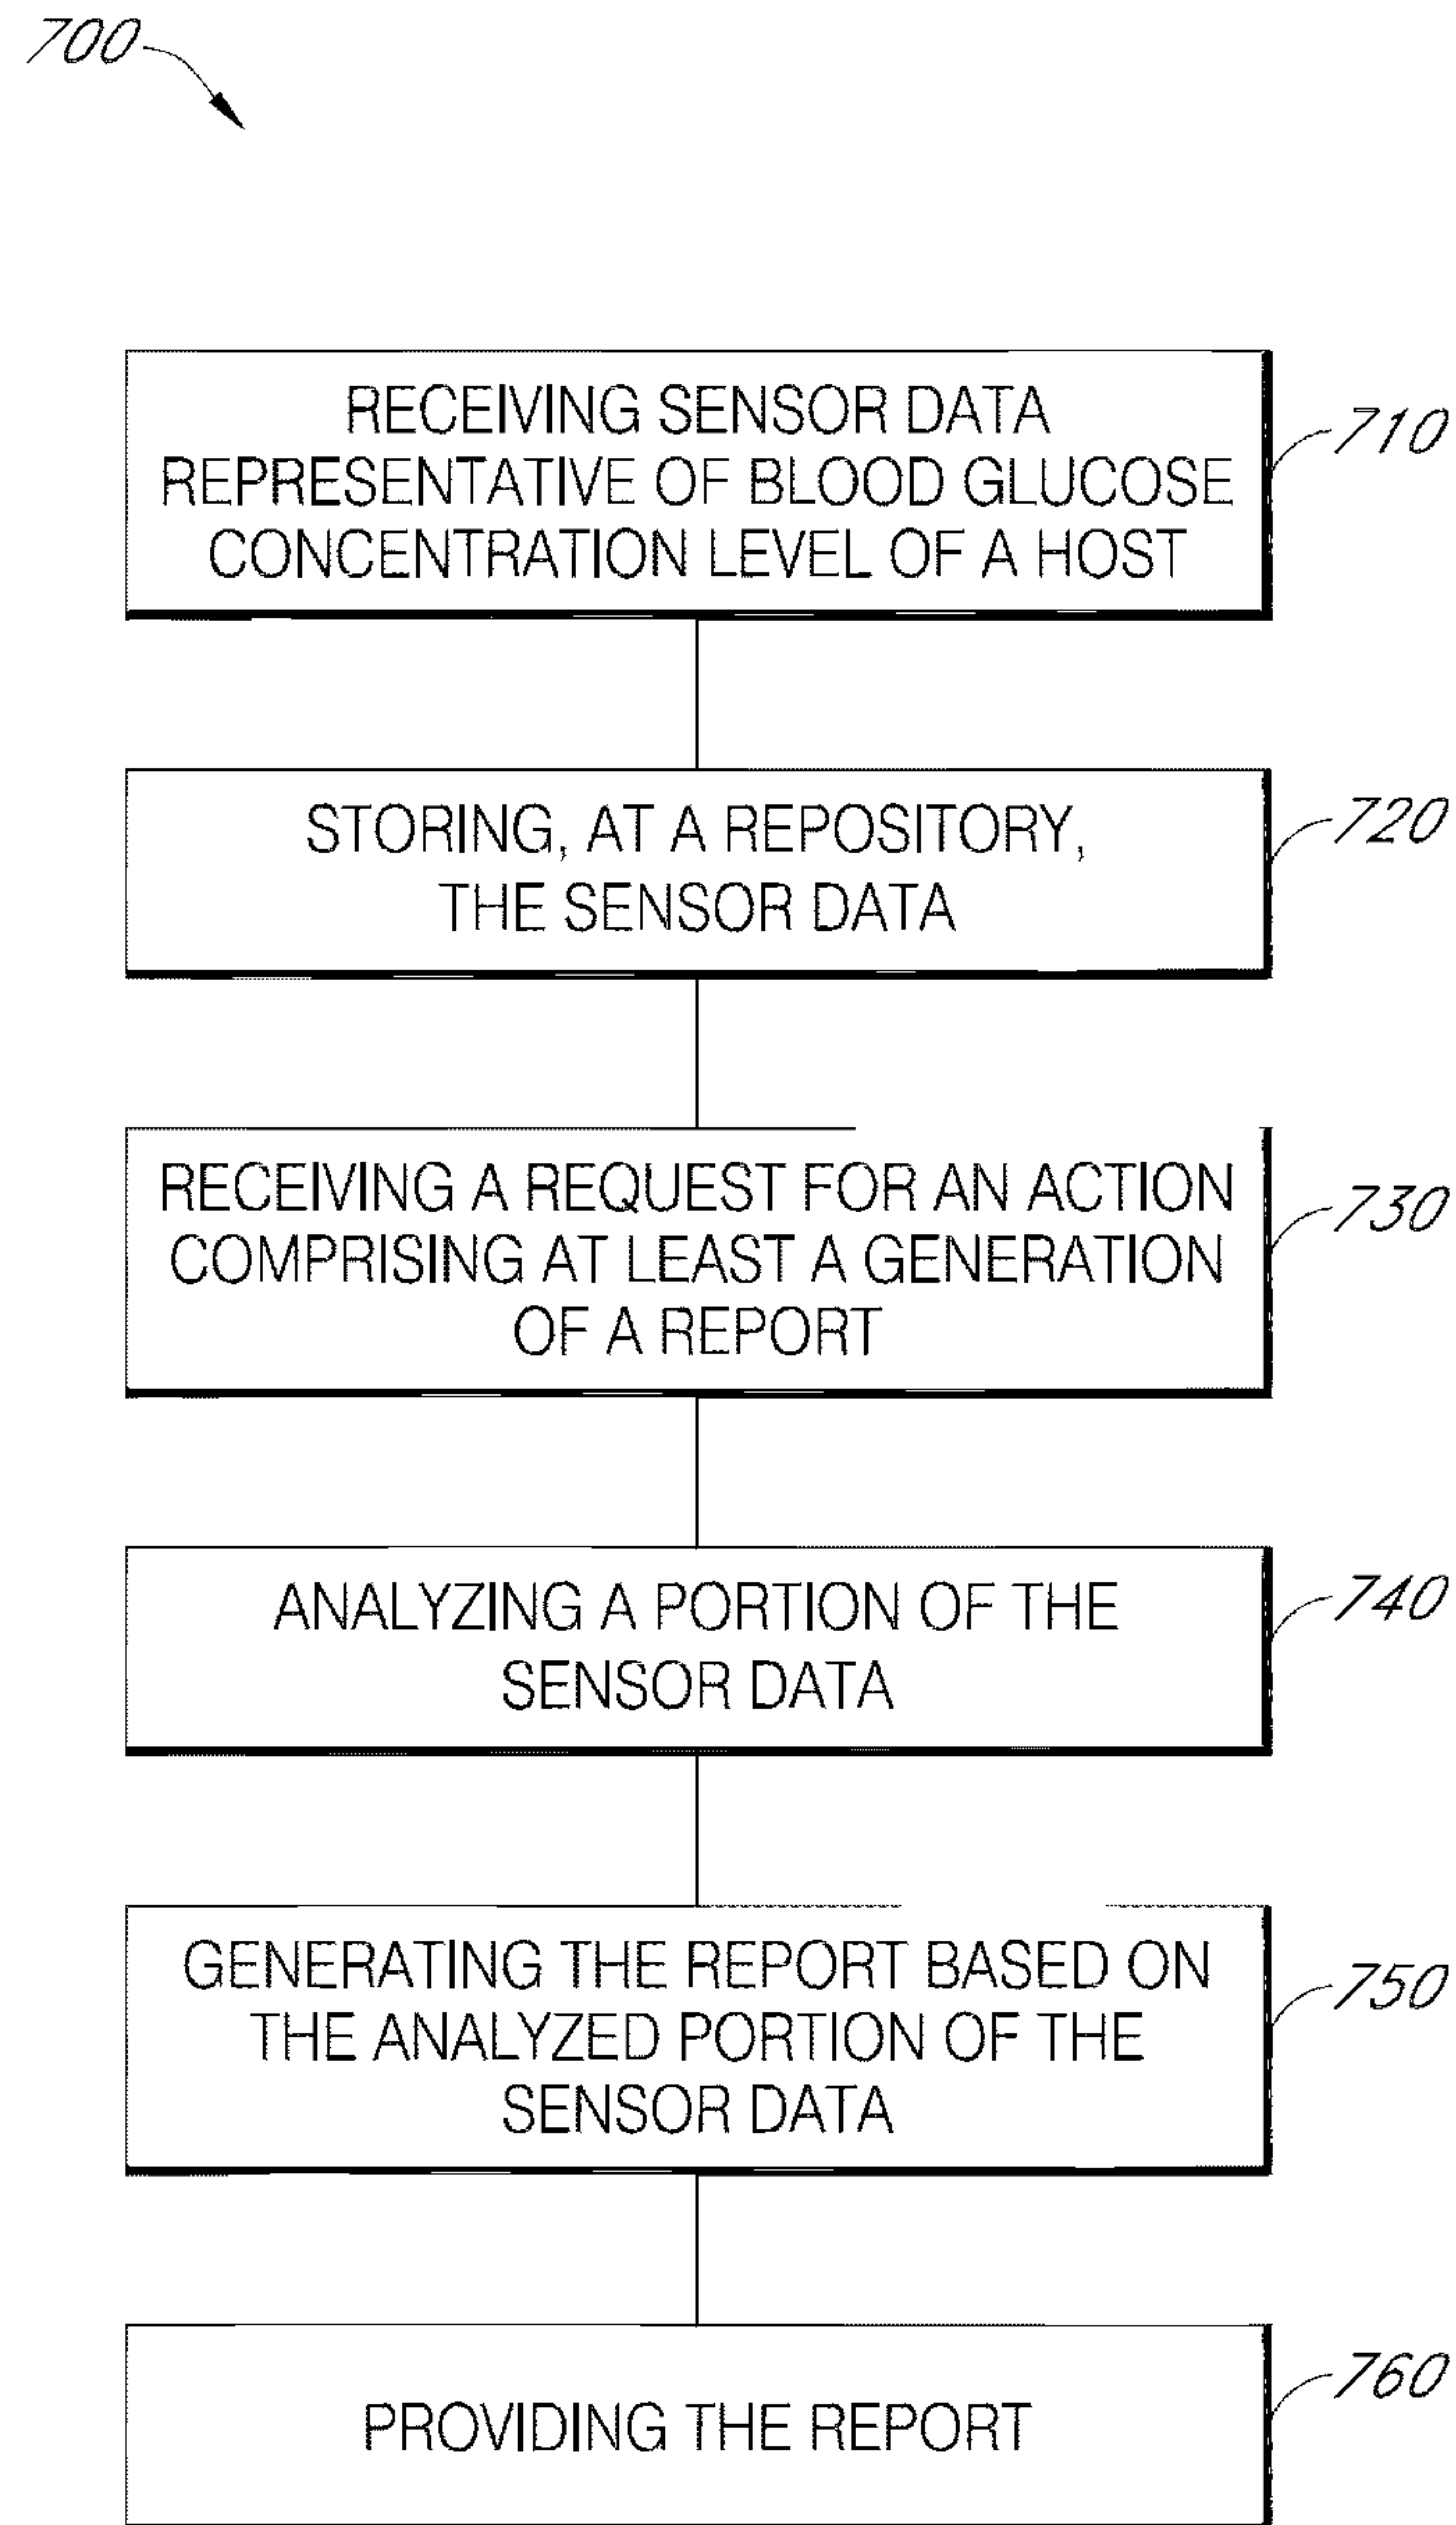 700
RECEIVING SENSOR DATA
REPRESENTATIVE OF BLOOD GLUCOSE
CONCENTRATION LEVEL OF A HOST
710
STORING, AT A REPOSITORY,
THE SENSOR DATA
720
RECEIVING A REQUEST FOR AN ACTION
COMPRISING AT LEAST A GENERATION
OF A REPORT
730
ANALYZING A PORTION OF THE
SENSOR DATA
740
GENERATING THE REPORT BASED ON
THE ANALYZED PORTION OF THE
SENSOR DATA
750
PROVIDING THE REPORT
760